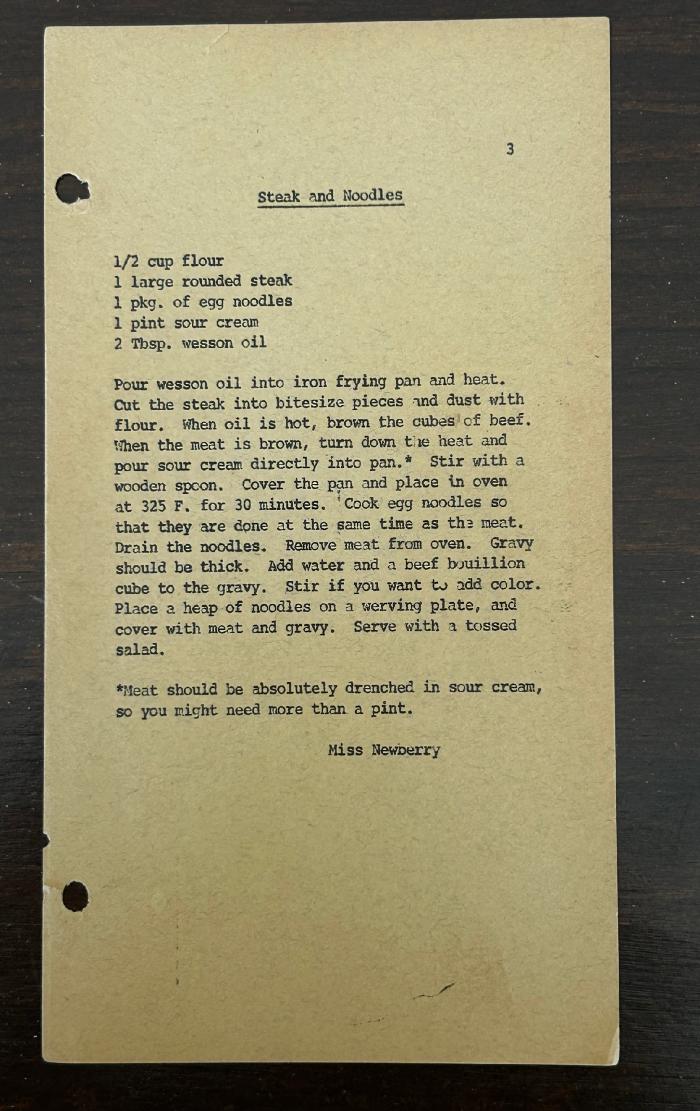 3
Steak and Noodles
1/2 cup flour
1 large rounded steak
1 pkg. of egg noodles
1 pint sour cream
2 Tbsp. wesson oil
Pour wesson oil into iron frying pan and heat.
Cut the steak into bitesize pieces and dust with
flour. When oil is hot, brown the cubes of beef.
When the meat is brown, turn down the heat and
pour sour cream directly into pan.* Stir with a
wooden spoon. Cover the pan and place in oven
at 325 F. for 30 minutes. Cook egg noodles so
that they are done at the same time as the meat.
Drain the noodles. Remove meat from oven. Gravy
should be thick. Add water and a beef bouillion
cube to the gravy. Stir if you want to add color.
Place a heap of noodles on a werving plate, and
cover with meat and gravy. Serve with a tossed
salad.
*Meat should be absolutely drenched in sour cream,
so you might need more than a pint.
Miss Newberry